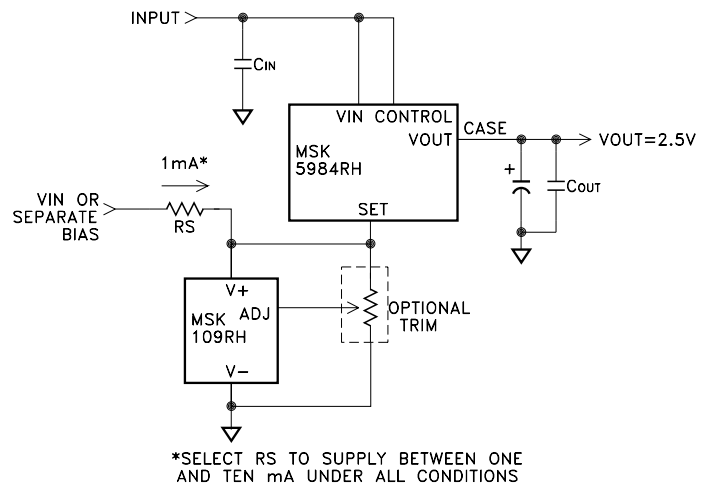 INPUT
CIN
VIN CONTROL
VOUT
CASE
VOUT=2.5V
MSK
5984RH
+
COUT
1mA*
SET
VIN OR
SEPARATE
BIAS
RS
V+
ADJ
MSK
109RH
V-
OPTIONAL
TRIM
*SELECT RS TO SUPPLY BETWEEN ONE
AND TEN mA UNDER ALL CONDITIONS